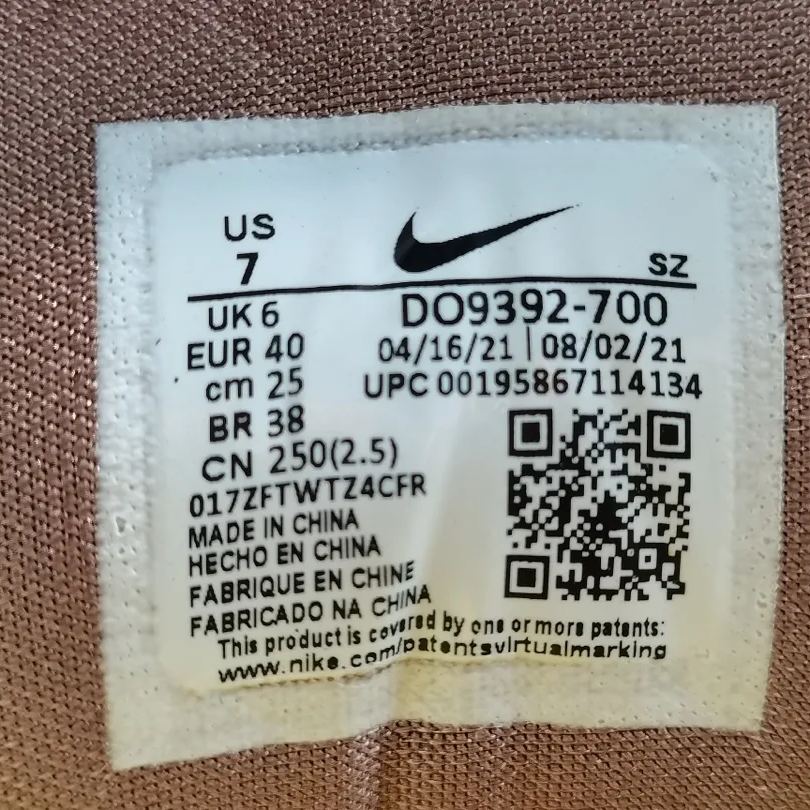 US
7
SZ
UK 6
DO9392-700
EUR 40
04/16/21 | 08/02/21
cm 25
UPC 00195867114134
BR 38
CN 250(2.5)
017ZFTWTZ4CFR
MADE IN CHINA
HECHO EN CHINA
FABRIQUE EN CHINE
FABRICADO NA CHINA
This product is covered by one or more patents:
www.nike.com/patentsvirtualmarking